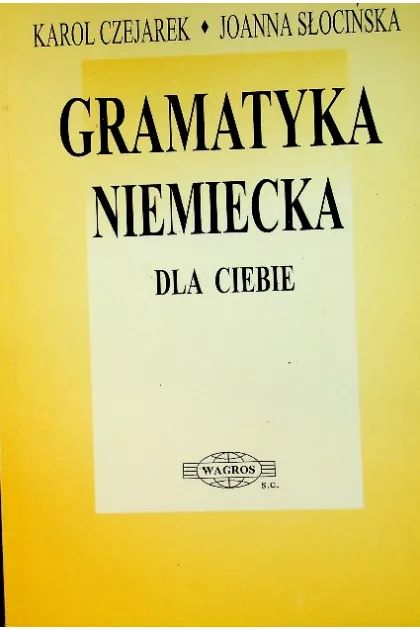 KAROL CZEJAREK ♦ JOANNA SŁOCIŃSKA
GRAMATYKA
NIEMIECKA
DLA CIEBIE
WAGROS
S.C.